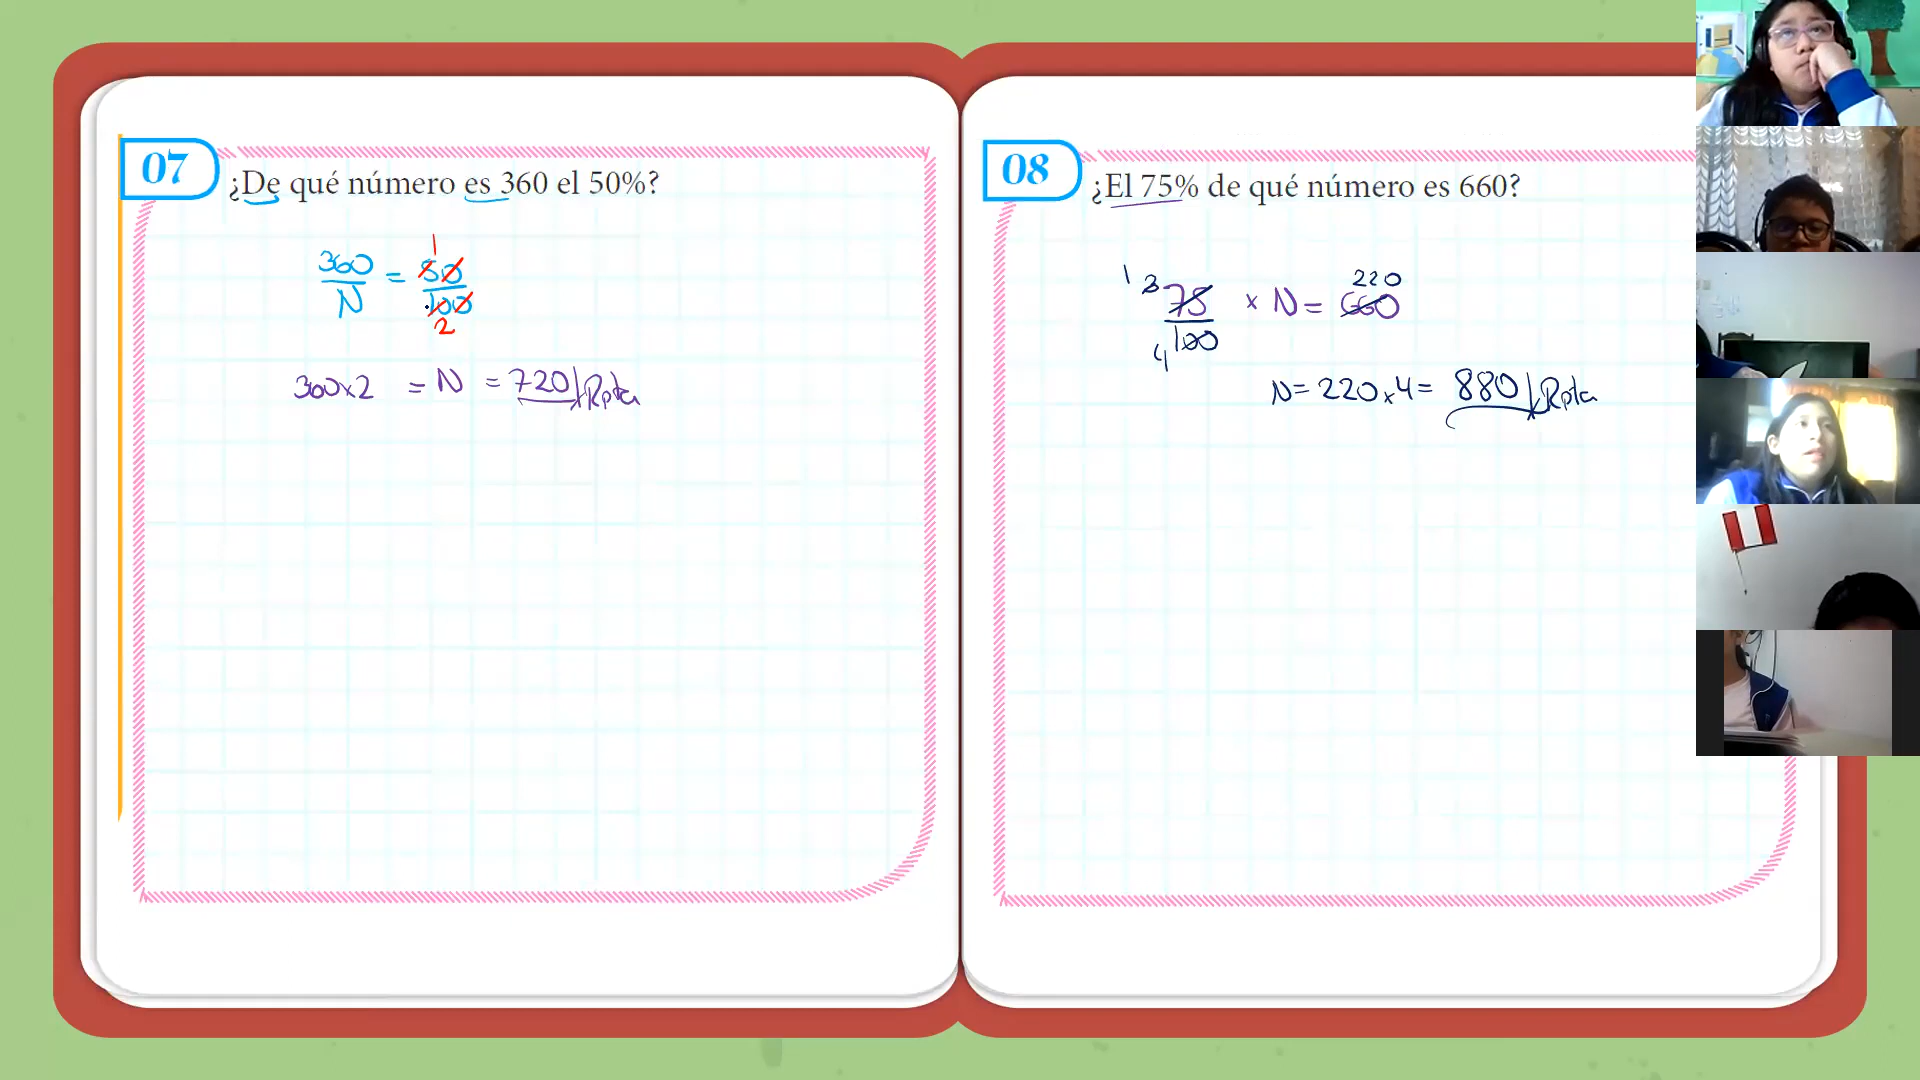 07
¿De qué número es 360 el 50%?
360/N = 50/100
1
2
360x2 = N = 720 Rpta
08
¿El 75% de qué número es 660?
1 3 220
75/100 x N = 660
4
N = 220x4 = 880 Rpta